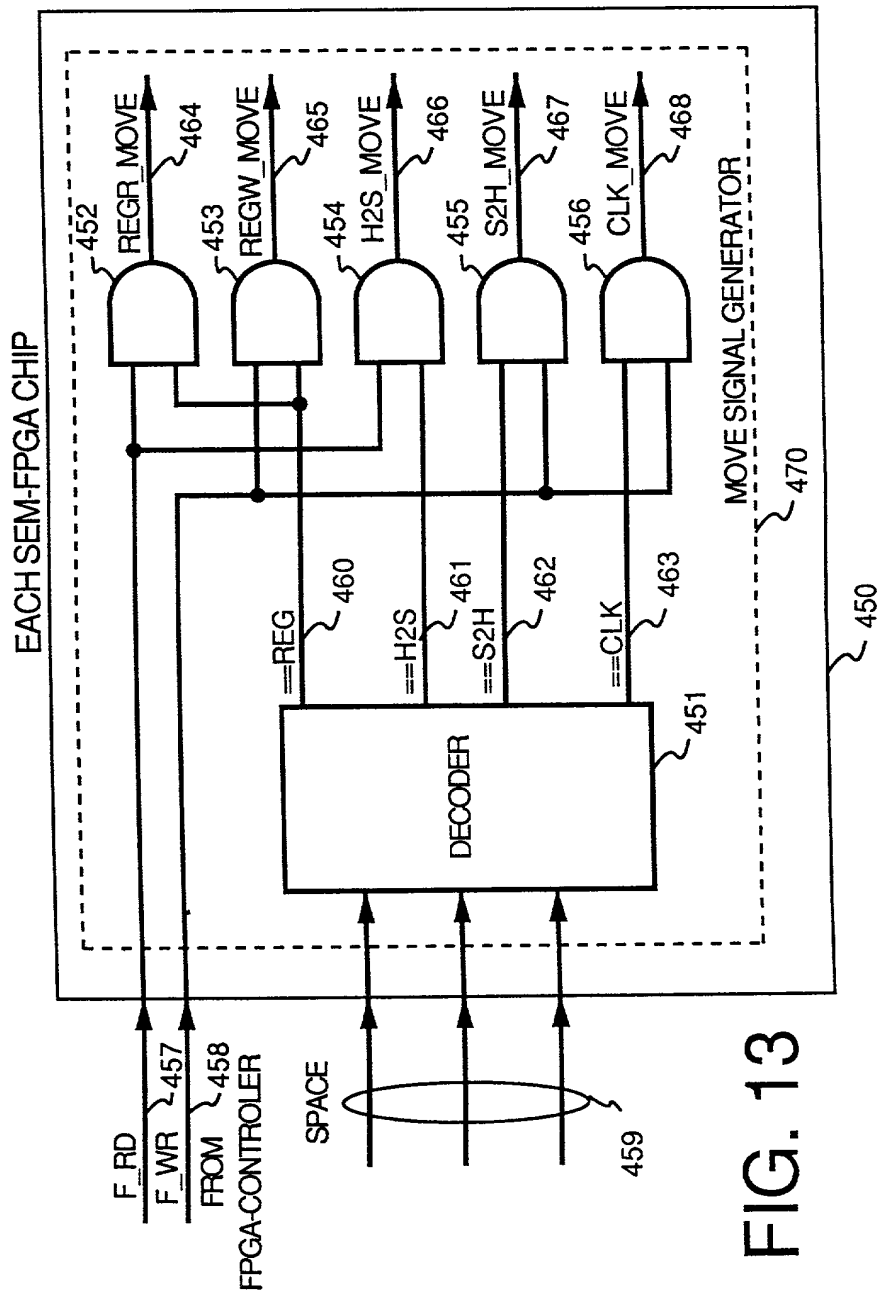 EACH SEM-FPGA CHIP
F_RD
457
F_WR
458
FROM
FPGA-CONTROLER
SPACE
459
DECODER
451
==REG
460
==H2S
461
==S2H
462
==CLK
463
452
REGR_MOVE
464
453
REGW_MOVE
465
454
H2S_MOVE
466
455
S2H_MOVE
467
456
CLK_MOVE
468
MOVE SIGNAL GENERATOR
470
450
FIG. 13